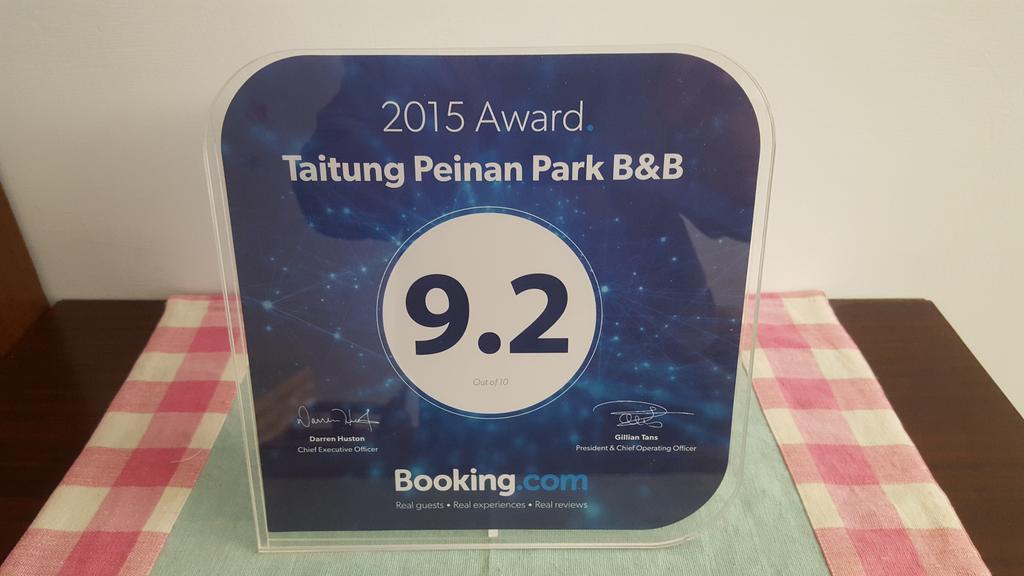 2015 Award.
Taitung Peinan Park B&B
9.2
Out of 10
Darren Huston
Chief Executive Officer
Gillian Tans
President & Chief Operating Officer
Booking.com
Real guests • Real experiences • Real reviews